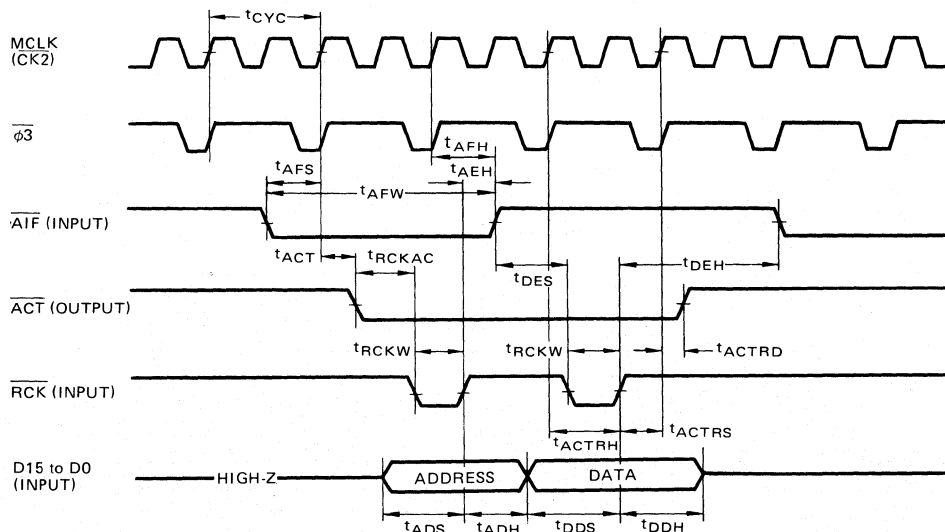 tCYC
MCLK
(CK2)
φ3
tAFH
tAFS
tAEH
tAFW
AIF (INPUT)
tACT
tRCKAC
tDES
tDEH
ACT (OUTPUT)
tRCKW
tRCKW
tACTRD
RCK (INPUT)
tACTRH
tACTRS
D15 to D0
(INPUT)
HIGH-Z
ADDRESS
DATA
tADS
tADH
tDDS
tDDH